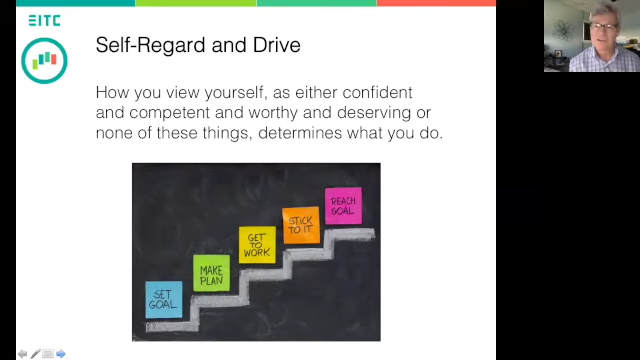 EITC
Self-Regard and Drive
How you view yourself, as either confident
and competent and worthy and deserving or
none of these things, determines what you do.
REACH
GOAL
STICK
TO IT
GET
TO
WORK
MAKE
PLAN
SET
GOAL